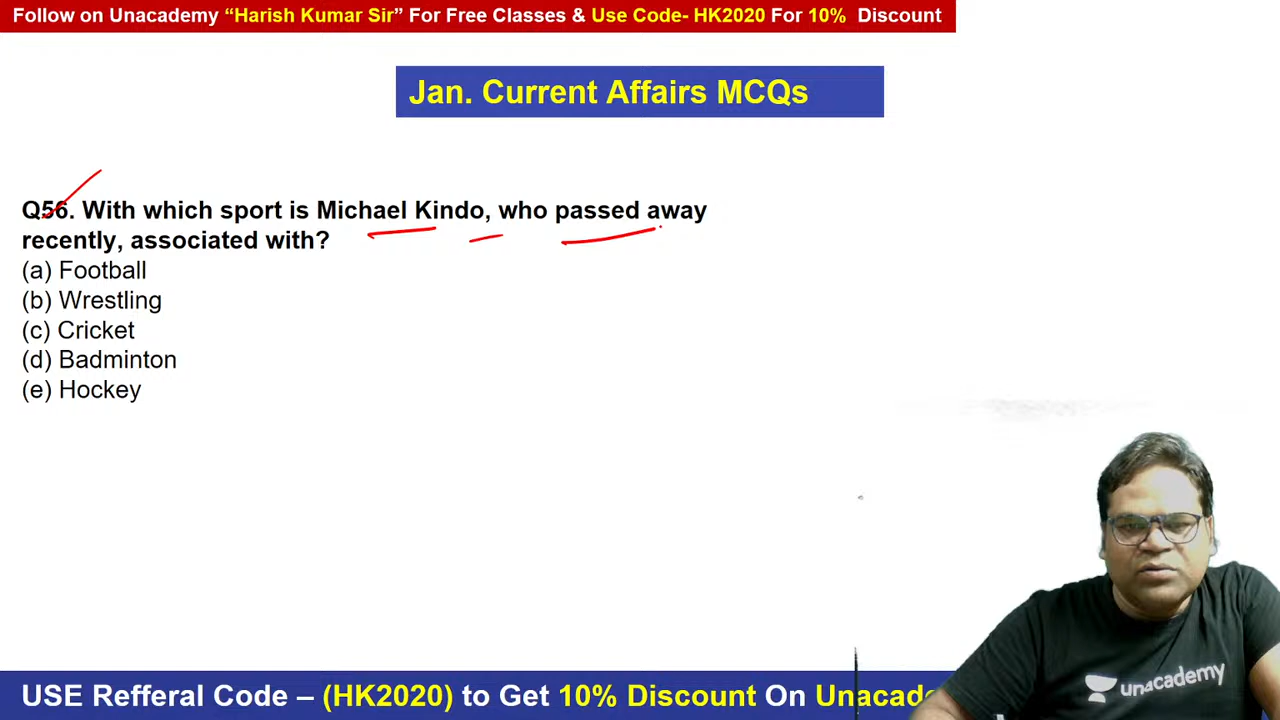 Follow on Unacademy “Harish Kumar Sir” For Free Classes & Use Code- HK2020 For 10% Discount
Jan. Current Affairs MCQs
Q56. With which sport is Michael Kindo, who passed away
recently, associated with?
(a) Football
(b) Wrestling
(c) Cricket
(d) Badminton
(e) Hockey
unacademy
USE Refferal Code – (HK2020) to Get 10% Discount On